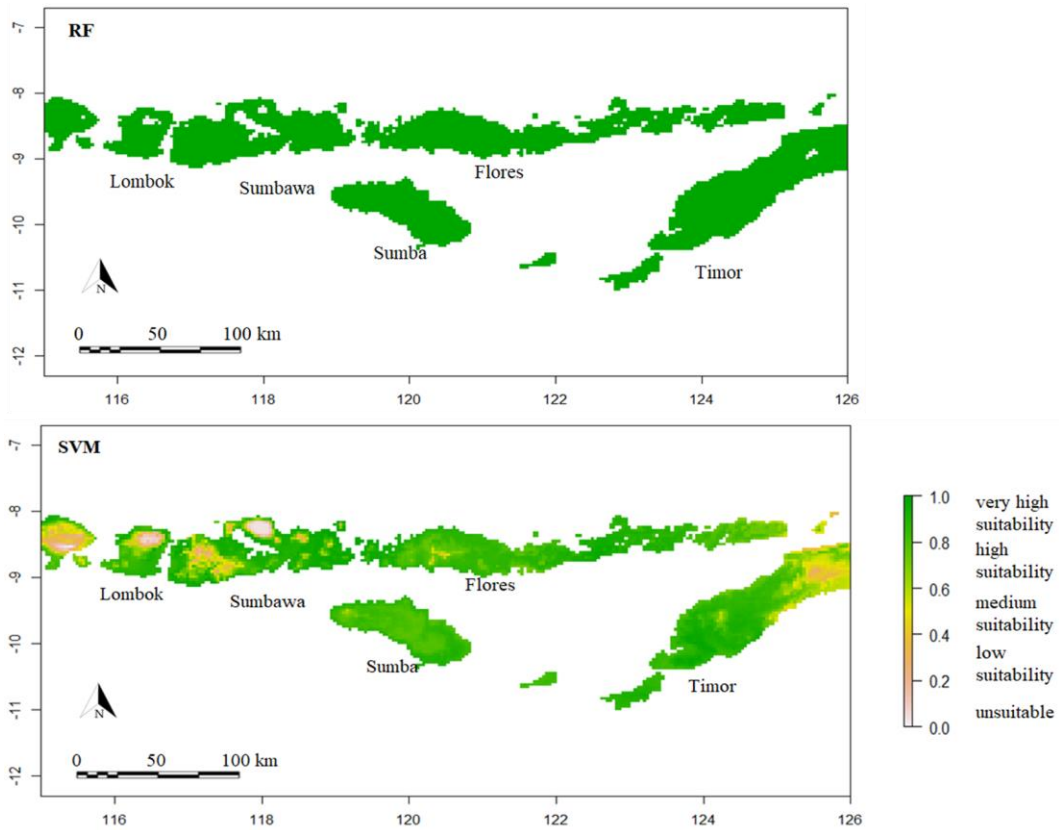 RF
-7
-8
-9
-10
-11
-12
Lombok
Sumbawa
Flores
Sumba
Timor
N
0 50 100 km
116 118 120 122 124 126
SVM
-7
-8
-9
-10
-11
-12
Lombok
Sumbawa
Flores
Sumba
Timor
N
0 50 100 km
116 118 120 122 124 126
1.0 very high
suitability
0.8 high
suitability
0.6 medium
suitability
0.4 low
0.2 suitability
0.0 unsuitable